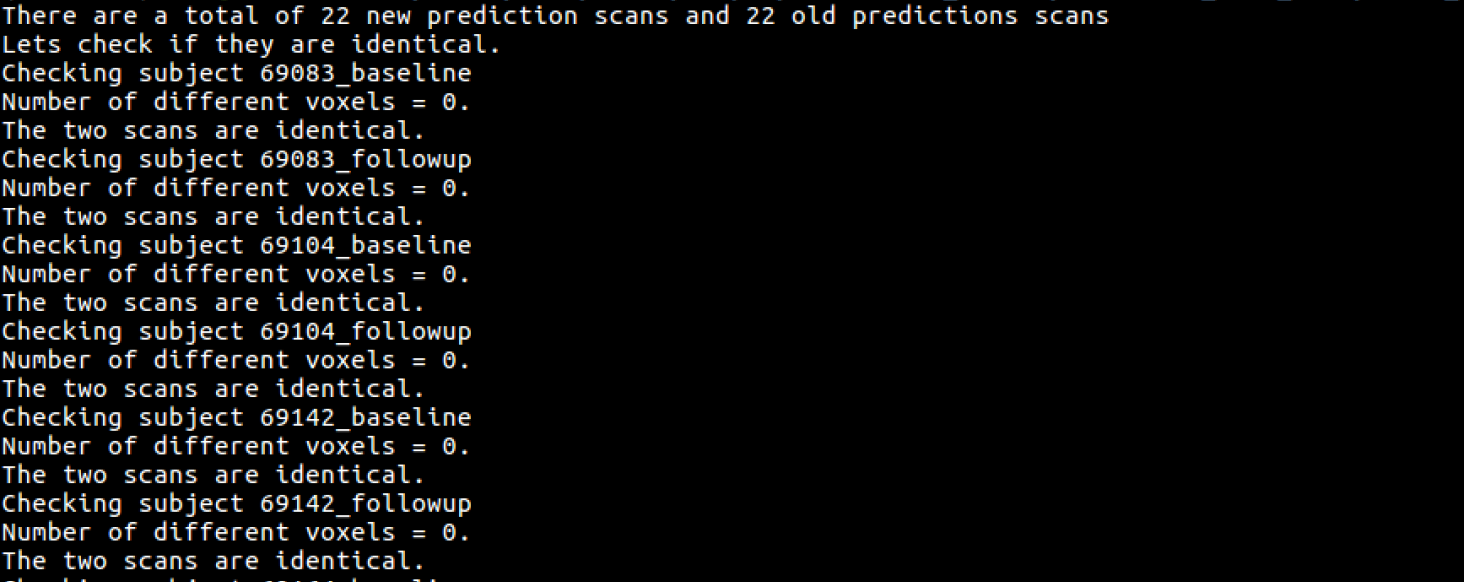 There are a total of 22 new prediction scans and 22 old predictions scans
Lets check if they are identical.
Checking subject 69083_baseline
Number of different voxels = 0.
The two scans are identical.
Checking subject 69083_followup
Number of different voxels = 0.
The two scans are identical.
Checking subject 69104_baseline
Number of different voxels = 0.
The two scans are identical.
Checking subject 69104_followup
Number of different voxels = 0.
The two scans are identical.
Checking subject 69142_baseline
Number of different voxels = 0.
The two scans are identical.
Checking subject 69142_followup
Number of different voxels = 0.
The two scans are identical.